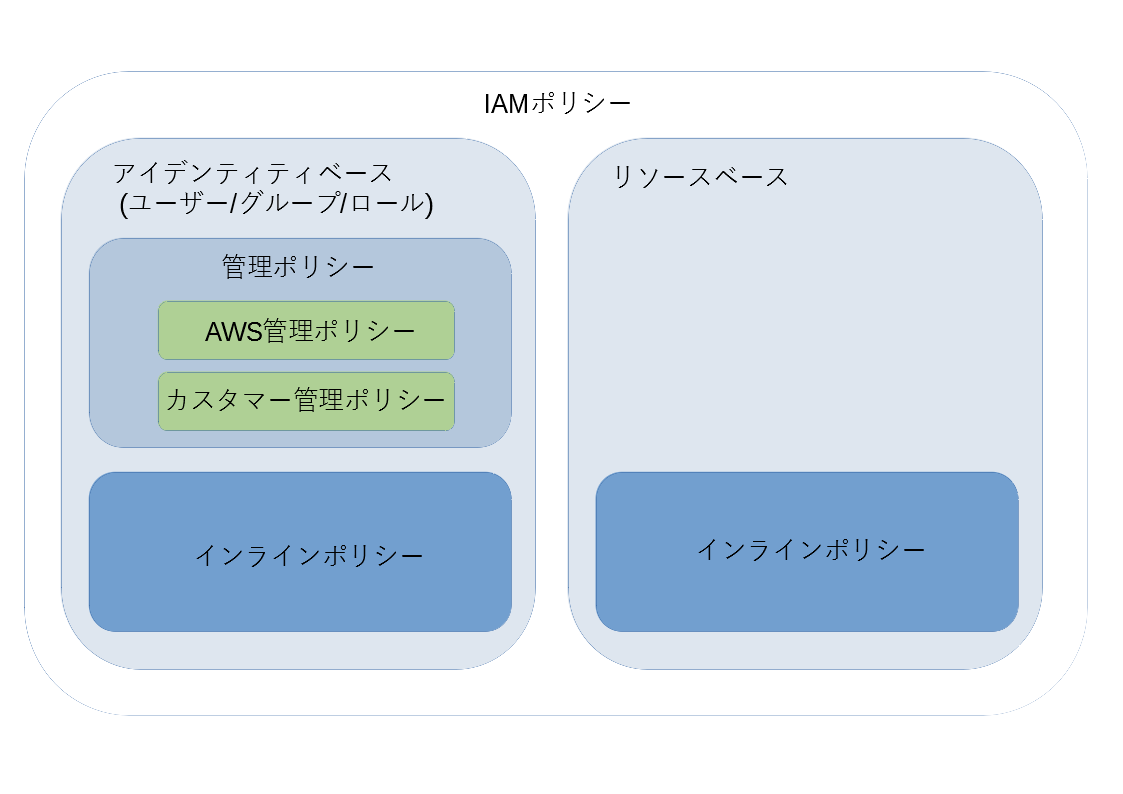 IAMポリシー
アイデンティティベース
(ユーザー/グループ/ロール)
管理ポリシー
AWS管理ポリシー
カスタマー管理ポリシー
インラインポリシー
リソースベース
インラインポリシー